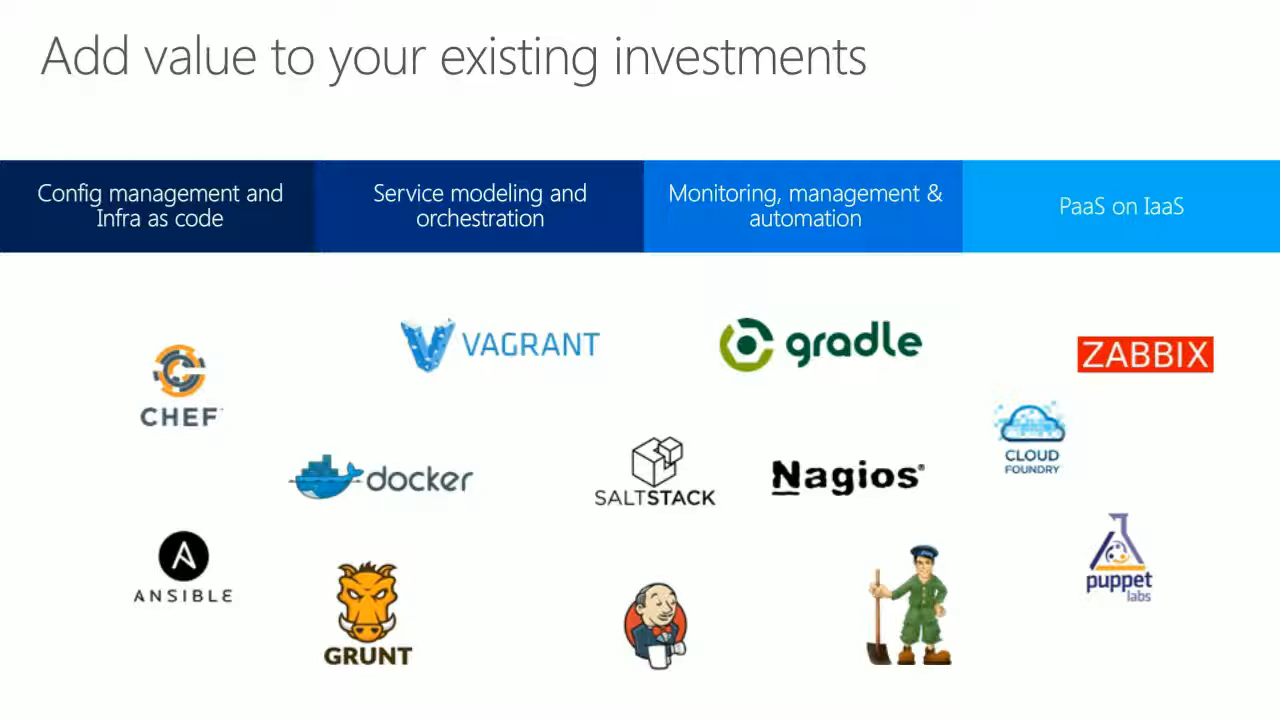 Add value to your existing investments
Config management and
Infra as code
Service modeling and
orchestration
Monitoring, management &
automation
PaaS on IaaS
VAGRANT
gradle
ZABBIX
CHEF
CLOUD
FOUNDRY
docker
SALTSTACK
Nagios®
ANSIBLE
puppet
labs
GRUNT